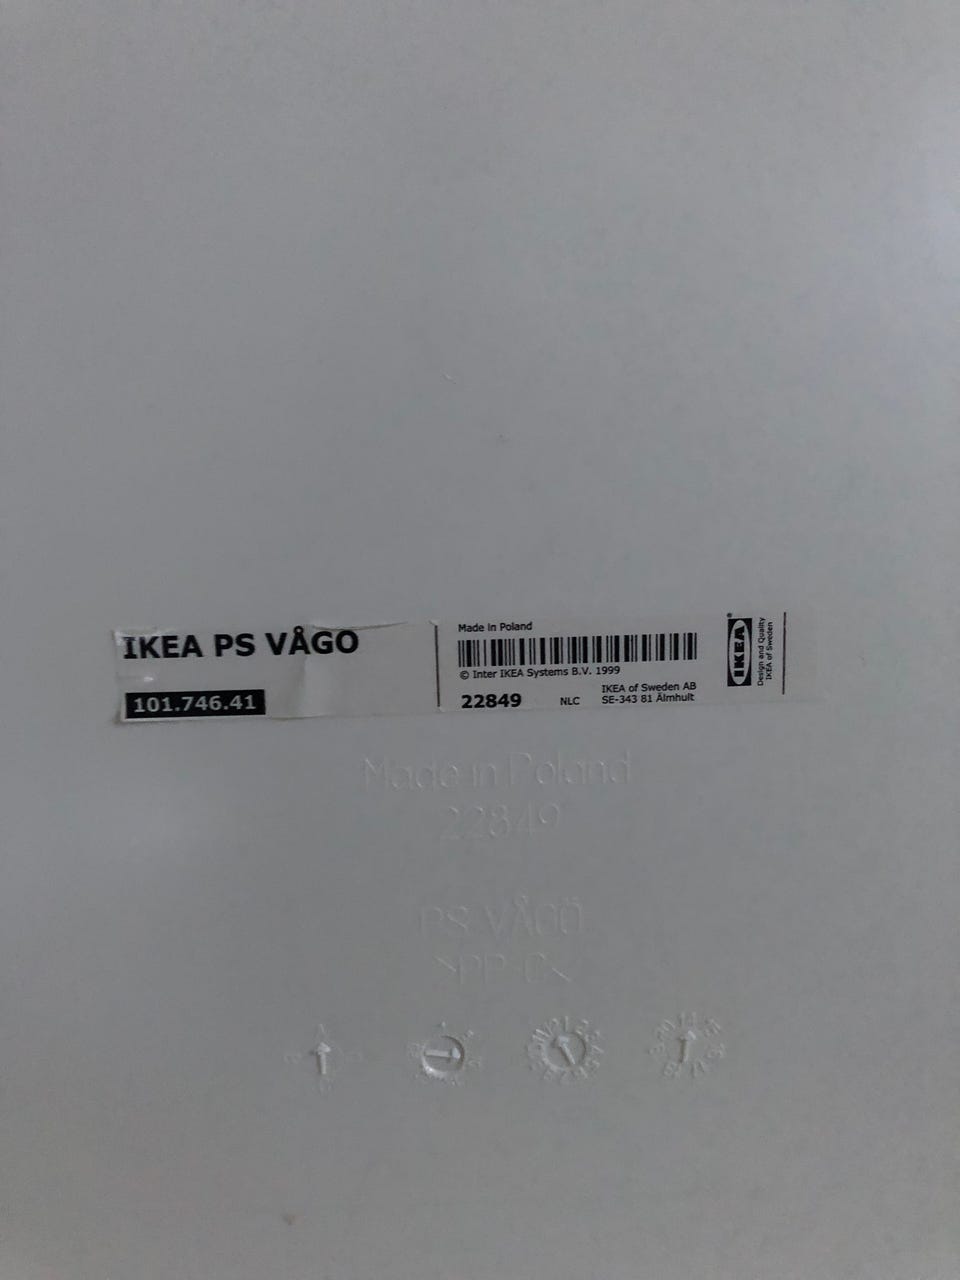 IKEA PS VÅGO
101.746.41
Made in Poland
© Inter IKEA Systems B.V. 1999
22849
NLC
IKEA of Sweden AB
SE-343 81 Älmhult
IKEA
Design and Quality
IKEA of Sweden
Made in Poland
22849
PS VÅGÖ
>PP-C<